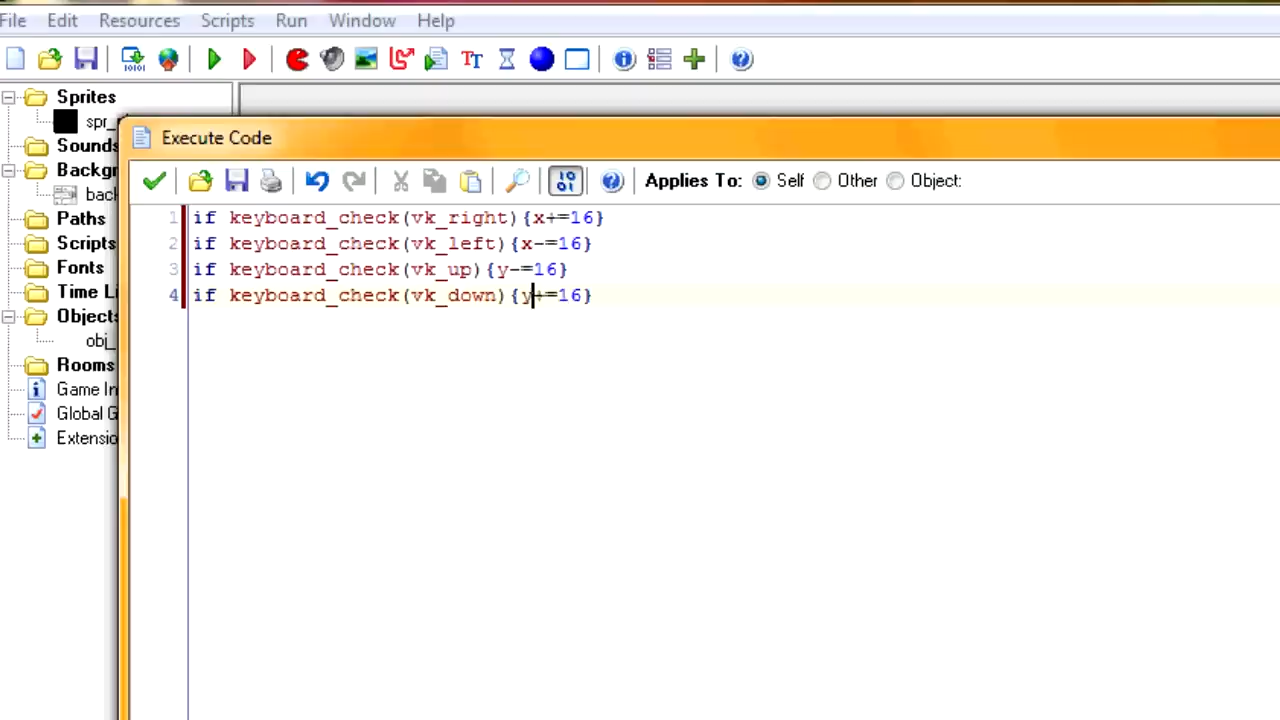 File Edit Resources Scripts Run Window Help
Sprites
spr_
Sounds
Backgr
back
Paths
Scripts
Fonts
Time Li
Objects
obj_
Rooms
Game In
Global G
Extensio
Execute Code
Applies To: Self Other Object:
1 if keyboard_check(vk_right){x+=16}
2 if keyboard_check(vk_left){x-=16}
3 if keyboard_check(vk_up){y-=16}
4 if keyboard_check(vk_down){y+=16}